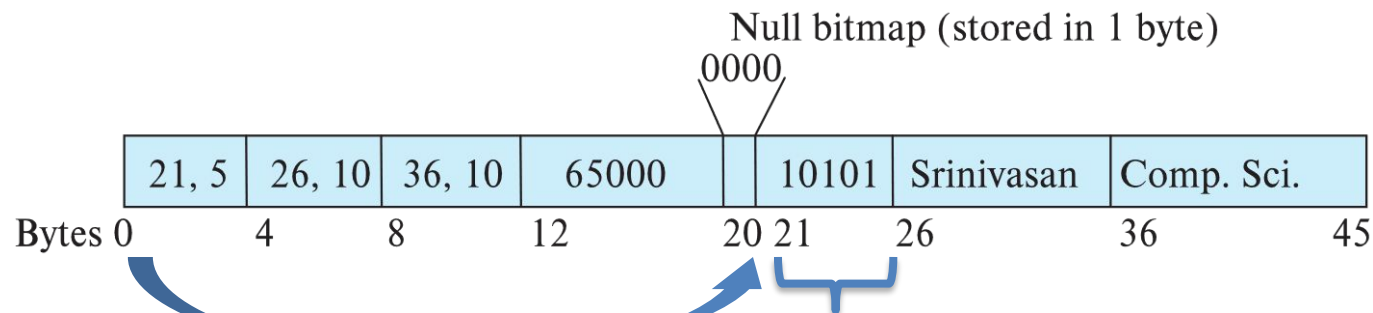 Null bitmap (stored in 1 byte)
0000
21, 5 26, 10 36, 10 65000 10101 Srinivasan Comp. Sci.
Bytes 0 4 8 12 20 21 26 36 45